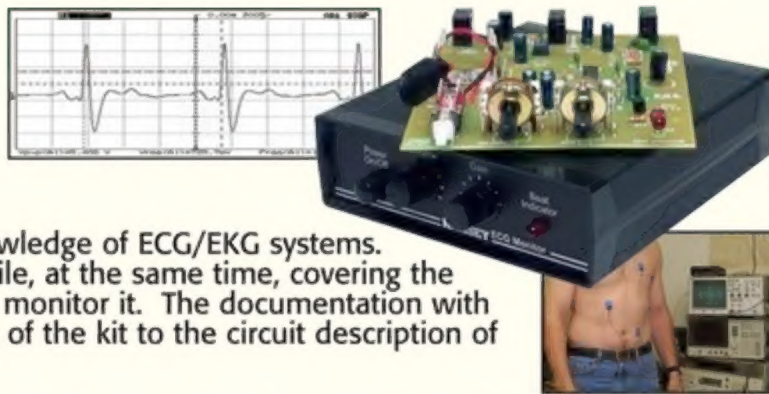 Power
On/Off
Gain
Beat
Indicator
ECG Monitor
wledge of ECG/EKG systems.
ile, at the same time, covering the
monitor it. The documentation with
of the kit to the circuit description of